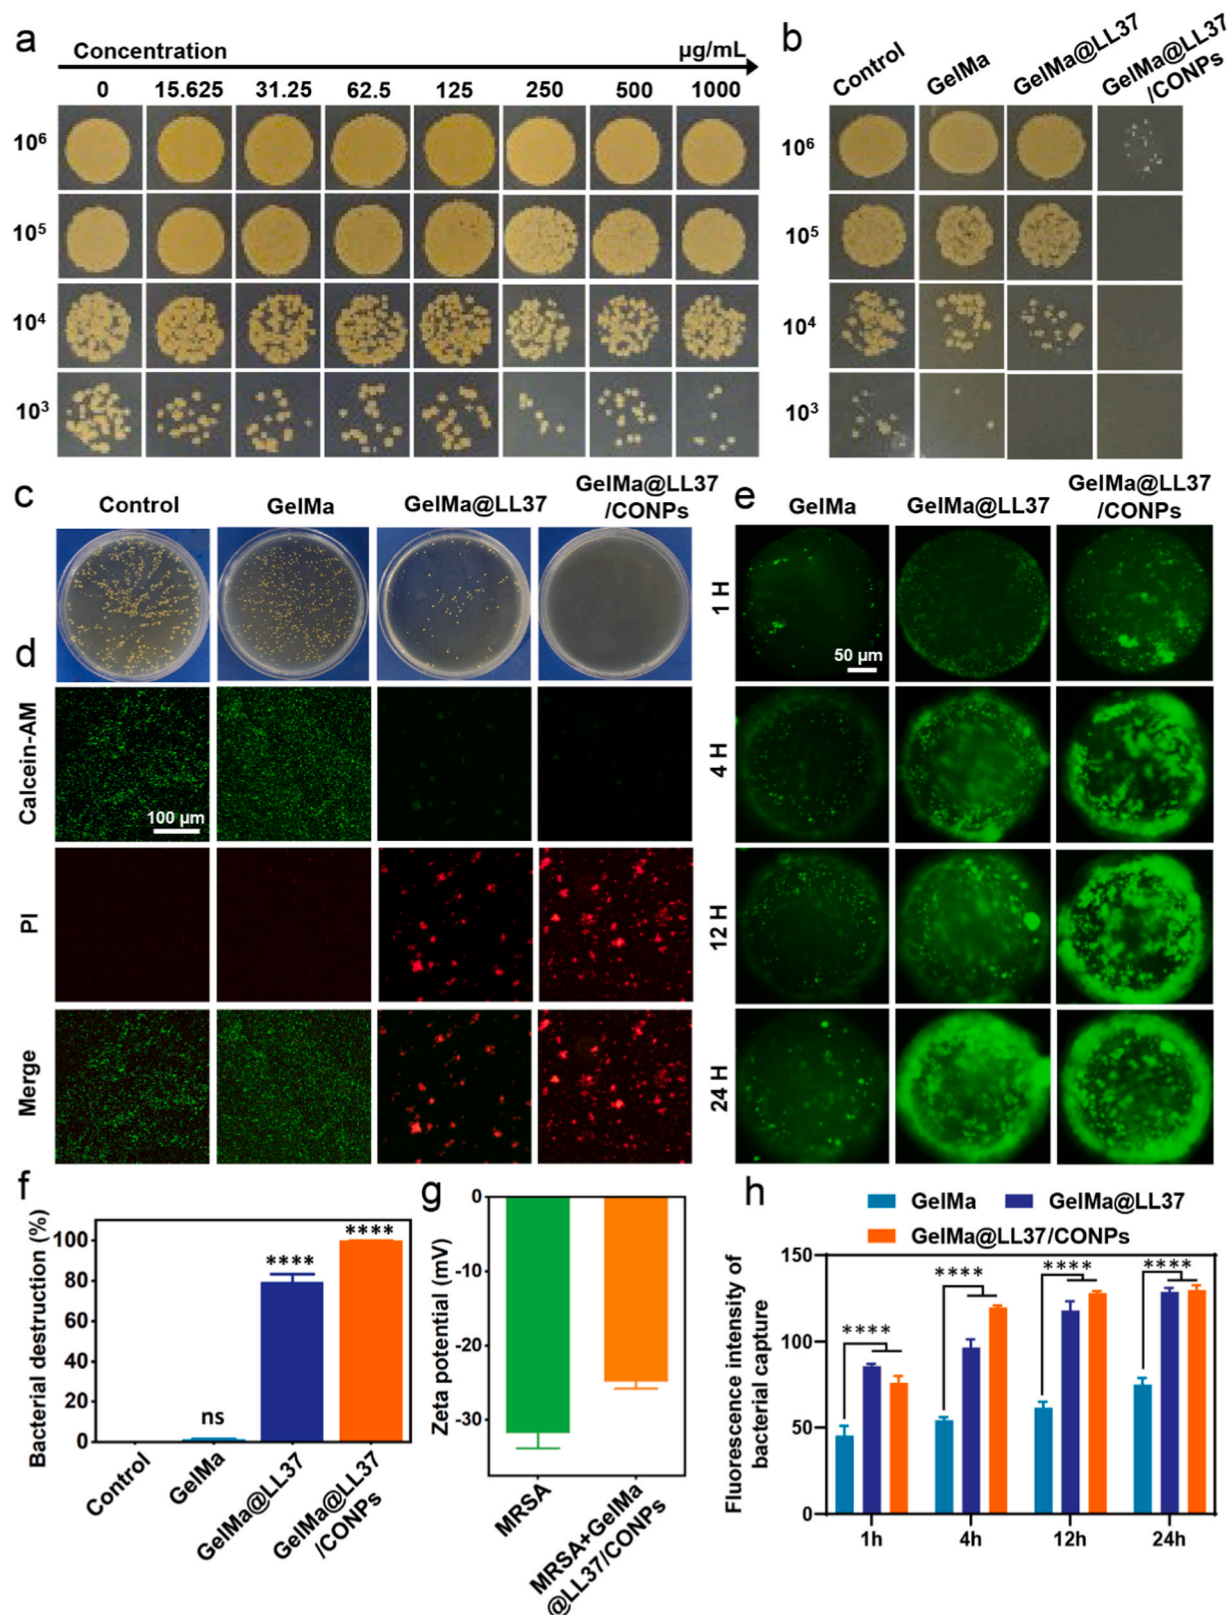 a
Concentration
µg/mL
0 15.625 31.25 62.5 125 250 500 1000
10⁶
10⁵
10⁴
10³
b
Control
GelMa
GelMa@LL37
GelMa@LL37
/CONPs
10⁶
10⁵
10⁴
10³
c
Control
GelMa
GelMa@LL37
GelMa@LL37
/CONPs
d
Calcein-AM
100 µm
PI
Merge
e
GelMa
GelMa@LL37
GelMa@LL37
/CONPs
1 H
50 µm
4 H
12 H
24 H
f
Bacterial destruction (%)
100
80
60
40
20
0
ns
****
****
Control
GelMa
GelMa@LL37
GelMa@LL37
/CONPs
g
Zeta potential (mV)
0
-10
-20
-30
MRSA
MRSA+GelMa
@LL37/CONPs
h
GelMa
GelMa@LL37
GelMa@LL37/CONPs
Fluorescence intensity of
bacterial capture
150
100
50
0
****
****
****
****
1h 4h 12h 24h